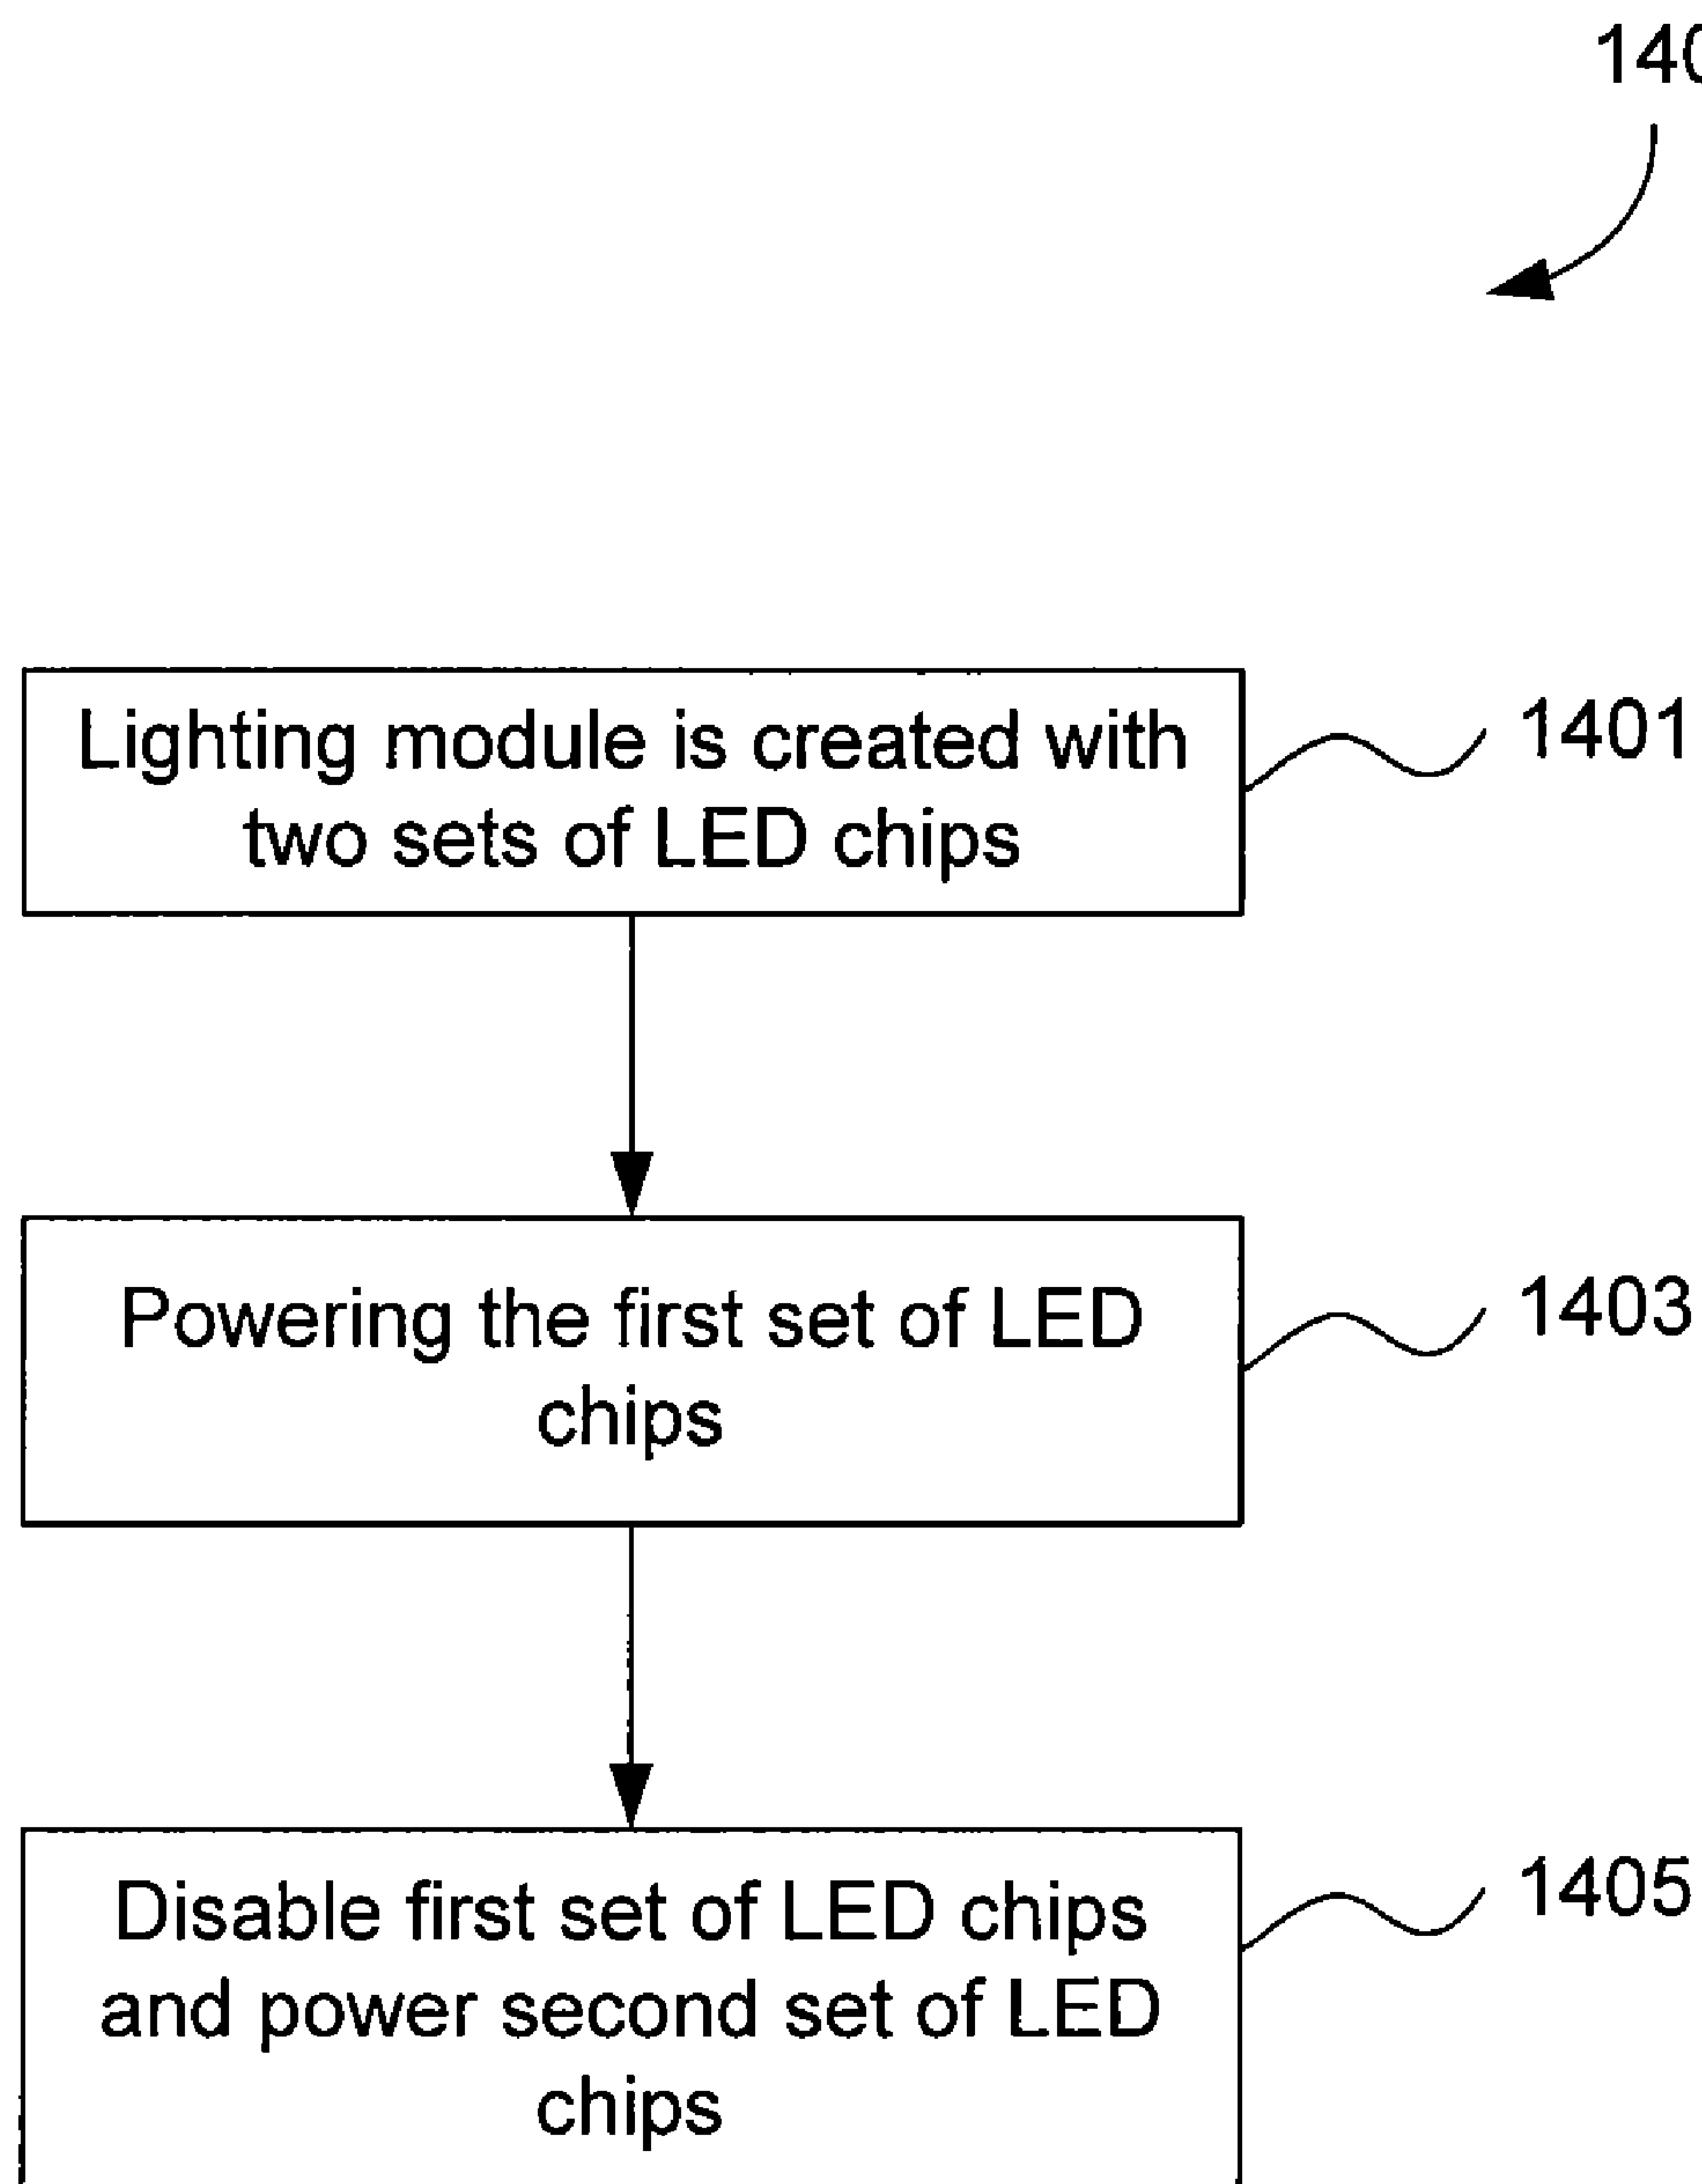 Lighting module is created with
two sets of LED chips
1401
Powering the first set of LED
chips
1403
Disable first set of LED chips
and power second set of LED
chips
1405